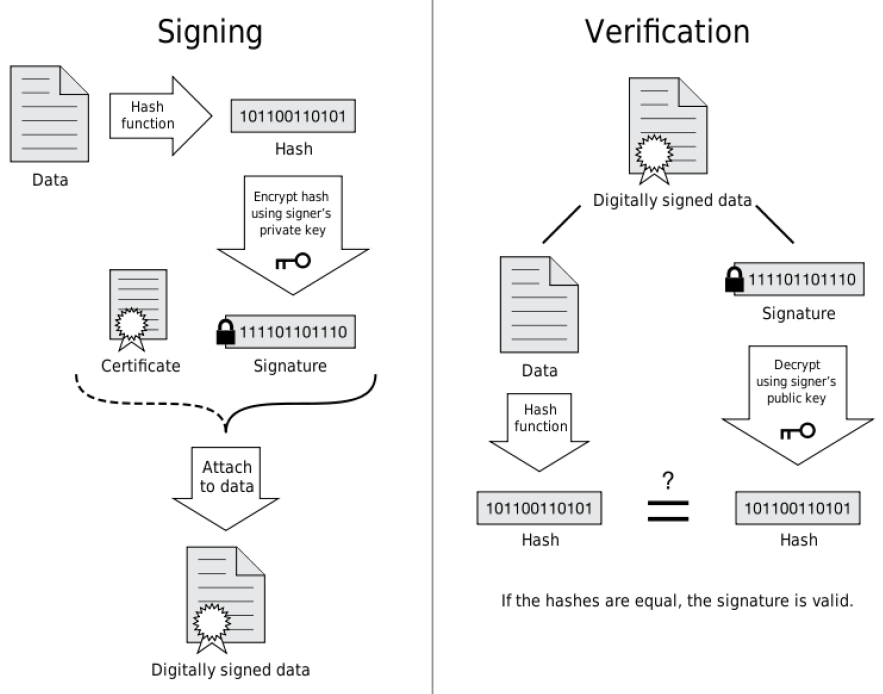 Signing
Data
Hash
function
101100110101
Hash
Encrypt hash
using signer's
private key
Certificate
111101101110
Signature
Attach
to data
Digitally signed data
Verification
Digitally signed data
Data
111101101110
Signature
Hash
function
Decrypt
using signer's
public key
101100110101
Hash
?
=
101100110101
Hash
If the hashes are equal, the signature is valid.